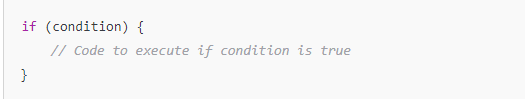 if (condition) {
    // Code to execute if condition is true
}